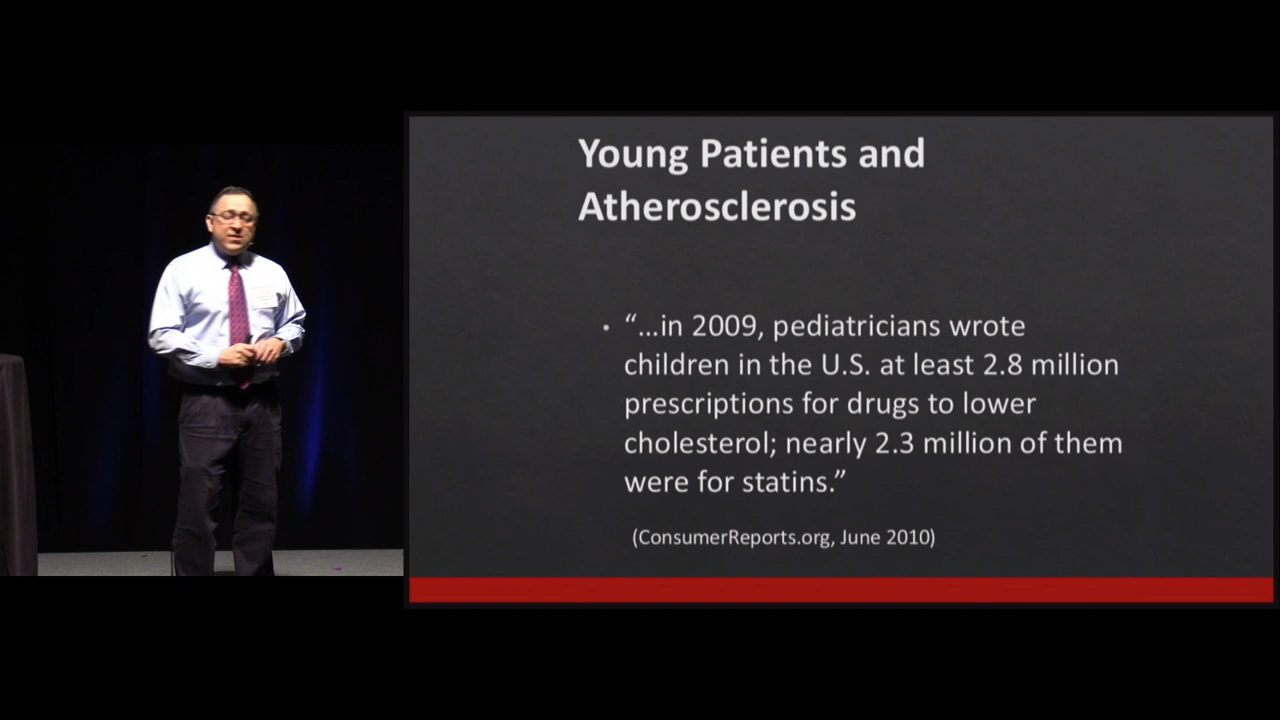 Young Patients and
Atherosclerosis
• “...in 2009, pediatricians wrote
children in the U.S. at least 2.8 million
prescriptions for drugs to lower
cholesterol; nearly 2.3 million of them
were for statins.”
(ConsumerReports.org, June 2010)